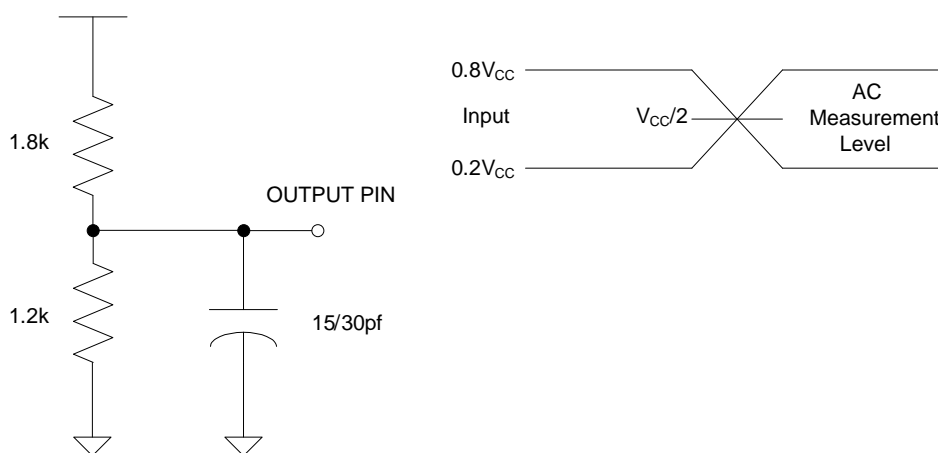 1.8k
OUTPUT PIN
1.2k
15/30pf
0.8VCC
Input
VCC/2
0.2VCC
AC
Measurement
Level